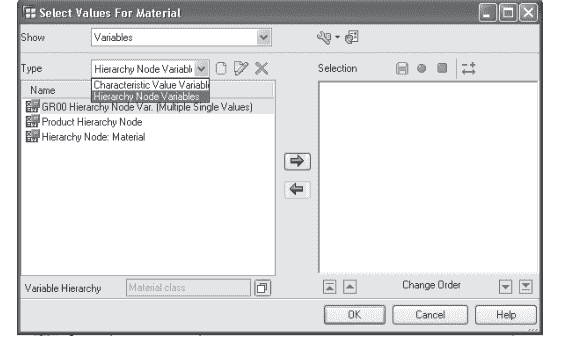 Select Values For Material
Show Variables
Type Hierarchy Node Variabl Selection
Characteristic Value Variabl
Hierarchy Node Variables
Name
GR00 Hierarchy Node Var. (Multiple Single Values)
Product Hierarchy Node
Hierarchy Node: Material
Variable Hierarchy Material class Change Order
OK Cancel Help